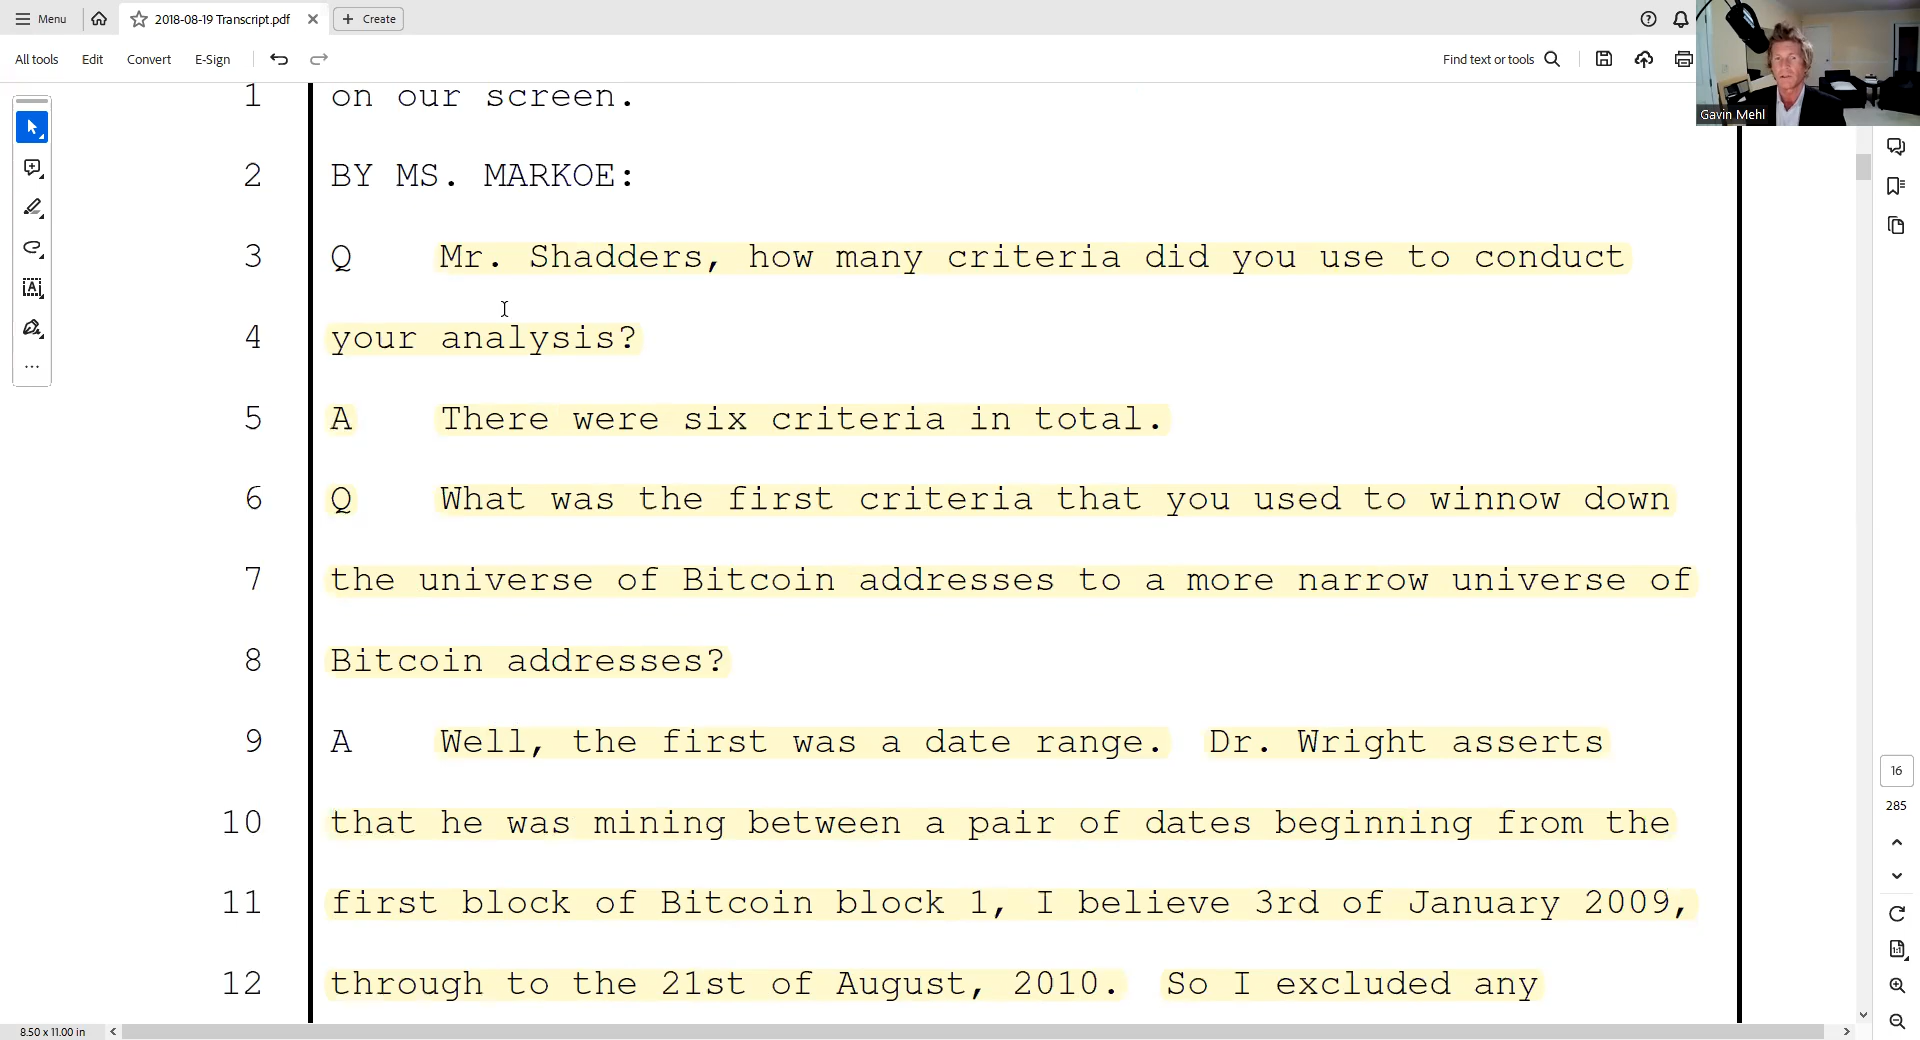 Menu
2018-08-19 Transcript.pdf
Create
All tools Edit Convert E-Sign
Find text or tools
Gavin Mehl
1 on our screen.
2 BY MS. MARKOE:
3 Q Mr. Shadders, how many criteria did you use to conduct
4 your analysis?
5 A There were six criteria in total.
6 Q What was the first criteria that you used to winnow down
7 the universe of Bitcoin addresses to a more narrow universe of
8 Bitcoin addresses?
9 A Well, the first was a date range. Dr. Wright asserts
10 that he was mining between a pair of dates beginning from the
11 first block of Bitcoin block 1, I believe 3rd of January 2009,
12 through to the 21st of August, 2010. So I excluded any
16
285
8.50 x 11.00 in